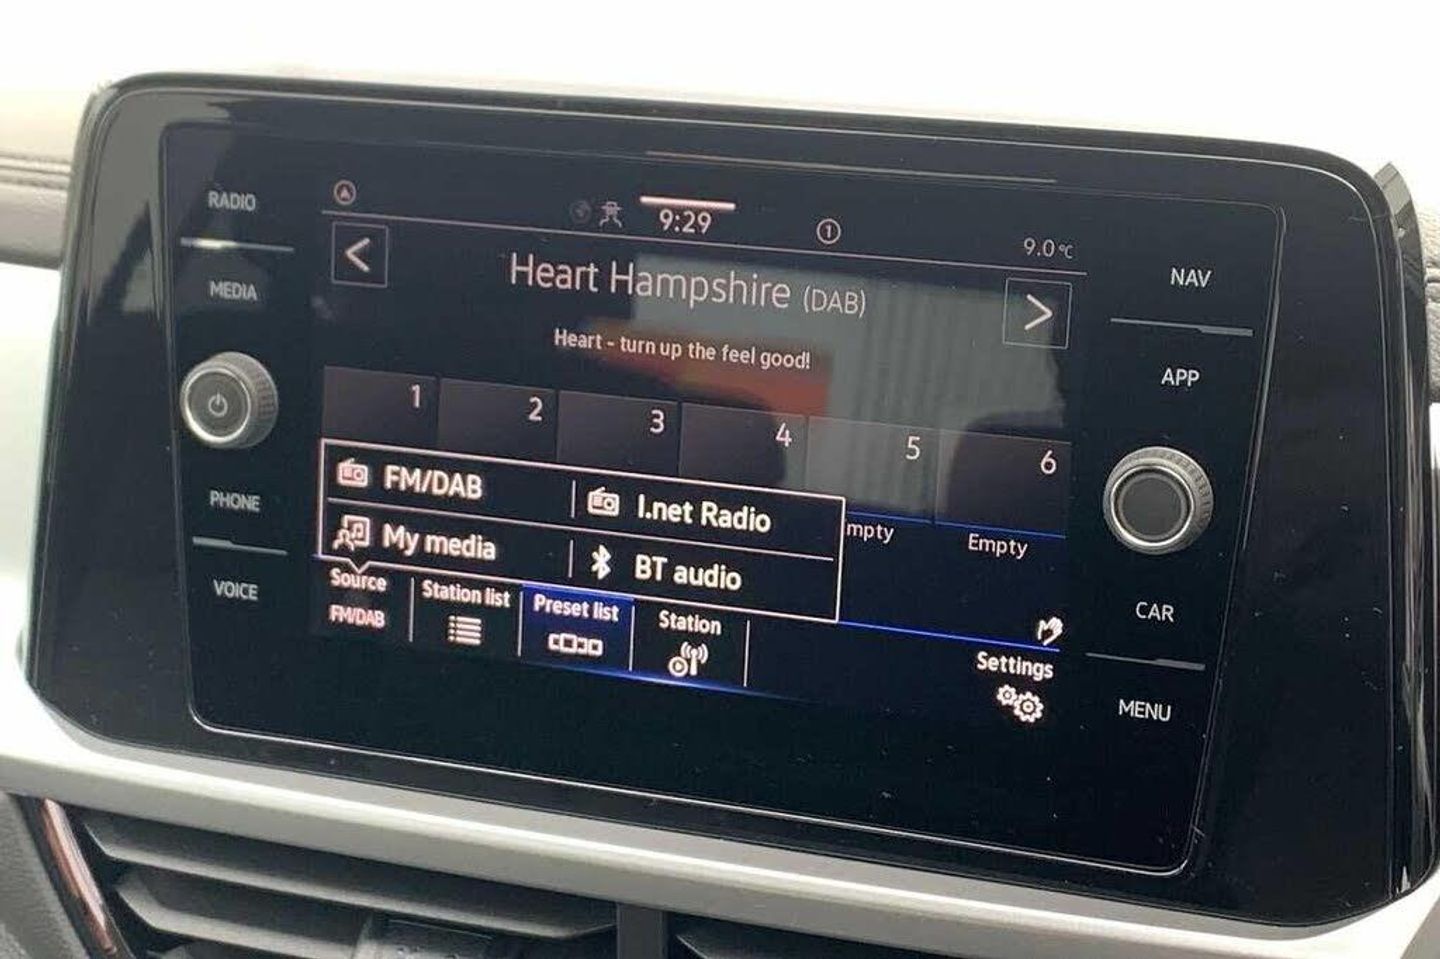 RADIO
MEDIA
PHONE
VOICE
9:29
1
9.0°C
Heart Hampshire (DAB)
Heart - turn up the feel good!
1 2 3 4 5 6
FM/DAB
I.net Radio
My media
BT audio
mpty
Empty
Source
FM/DAB
Station list
Preset list
Station
Settings
NAV
APP
CAR
MENU